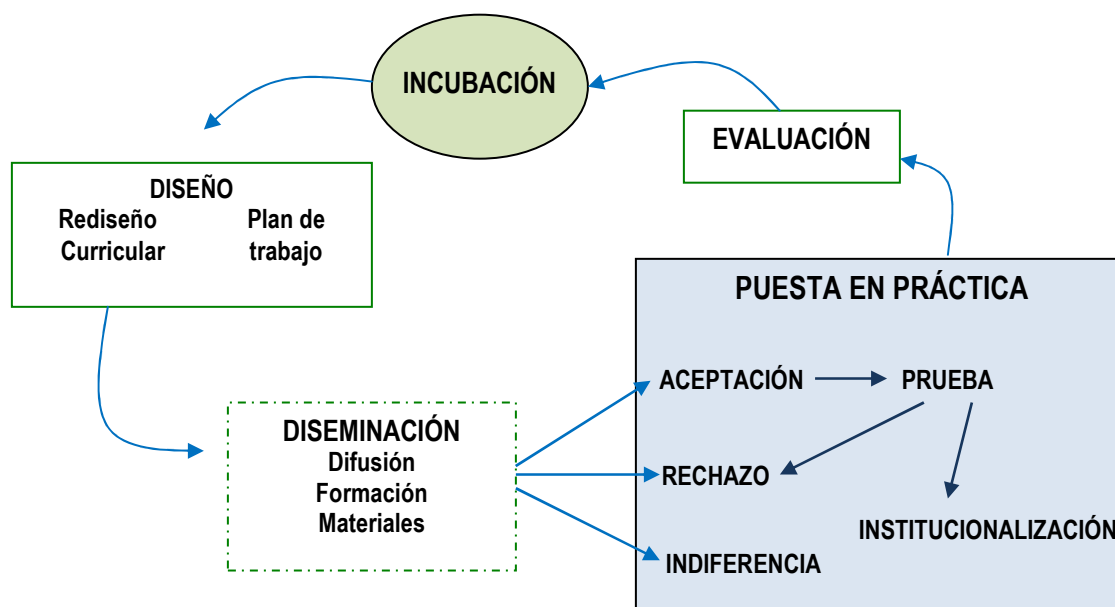 INCUBACIÓN
EVALUACIÓN
DISEÑO
Rediseño
Curricular
Plan de
trabajo
PUESTA EN PRÁCTICA
ACEPTACIÓN
PRUEBA
DISEMINACIÓN
Difusión
Formación
Materiales
RECHAZO
INSTITUCIONALIZACIÓN
INDIFERENCIA